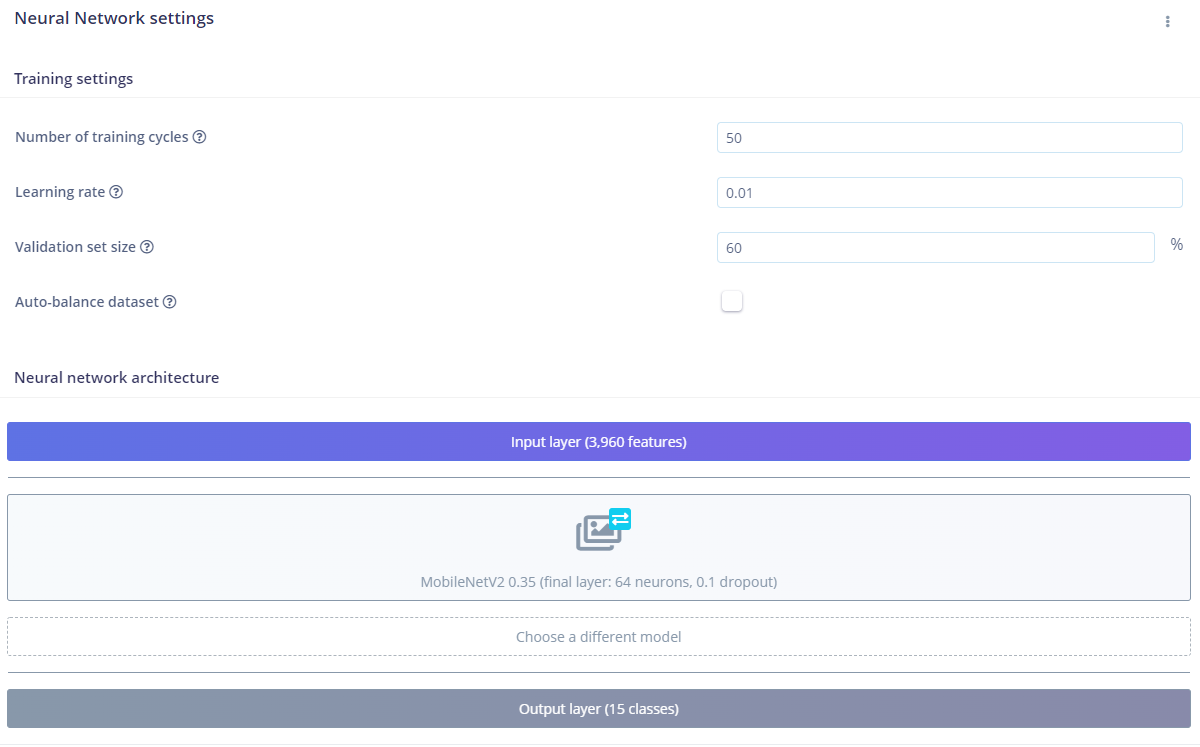 Neural Network settings
Training settings
Number of training cycles
50
Learning rate
0.01
Validation set size
60
%
Auto-balance dataset
Neural network architecture
Input layer (3,960 features)
MobileNetV2 0.35 (final layer: 64 neurons, 0.1 dropout)
Choose a different model
Output layer (15 classes)